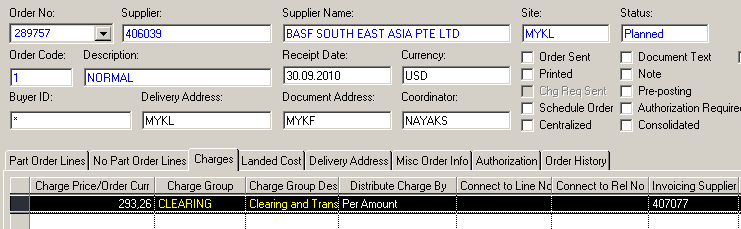 Order No: Supplier: Supplier Name: Site: Status:
289757 406039 BASF SOUTH EAST ASIA PTE LTD MYKL Planned
Order Code: Description: Receipt Date: Currency: Order Sent Document Text
1 NORMAL 30.09.2010 USD Printed Note
Chg Req Sent Pre-posting
Buyer ID: Delivery Address: Document Address: Coordinator: Schedule Order Authorization Require
* MYKL MYKF NAYAKS Centralized Consolidated
Part Order Lines No Part Order Lines Charges Landed Cost Delivery Address Misc Order Info Authorization Order History
Charge Price/Order Curr Charge Group Charge Group Des Distribute Charge By Connect to Line No Connect to Rel No Invoicing Supplier
293,26 CLEARING Clearing and Trans Per Amount 407077